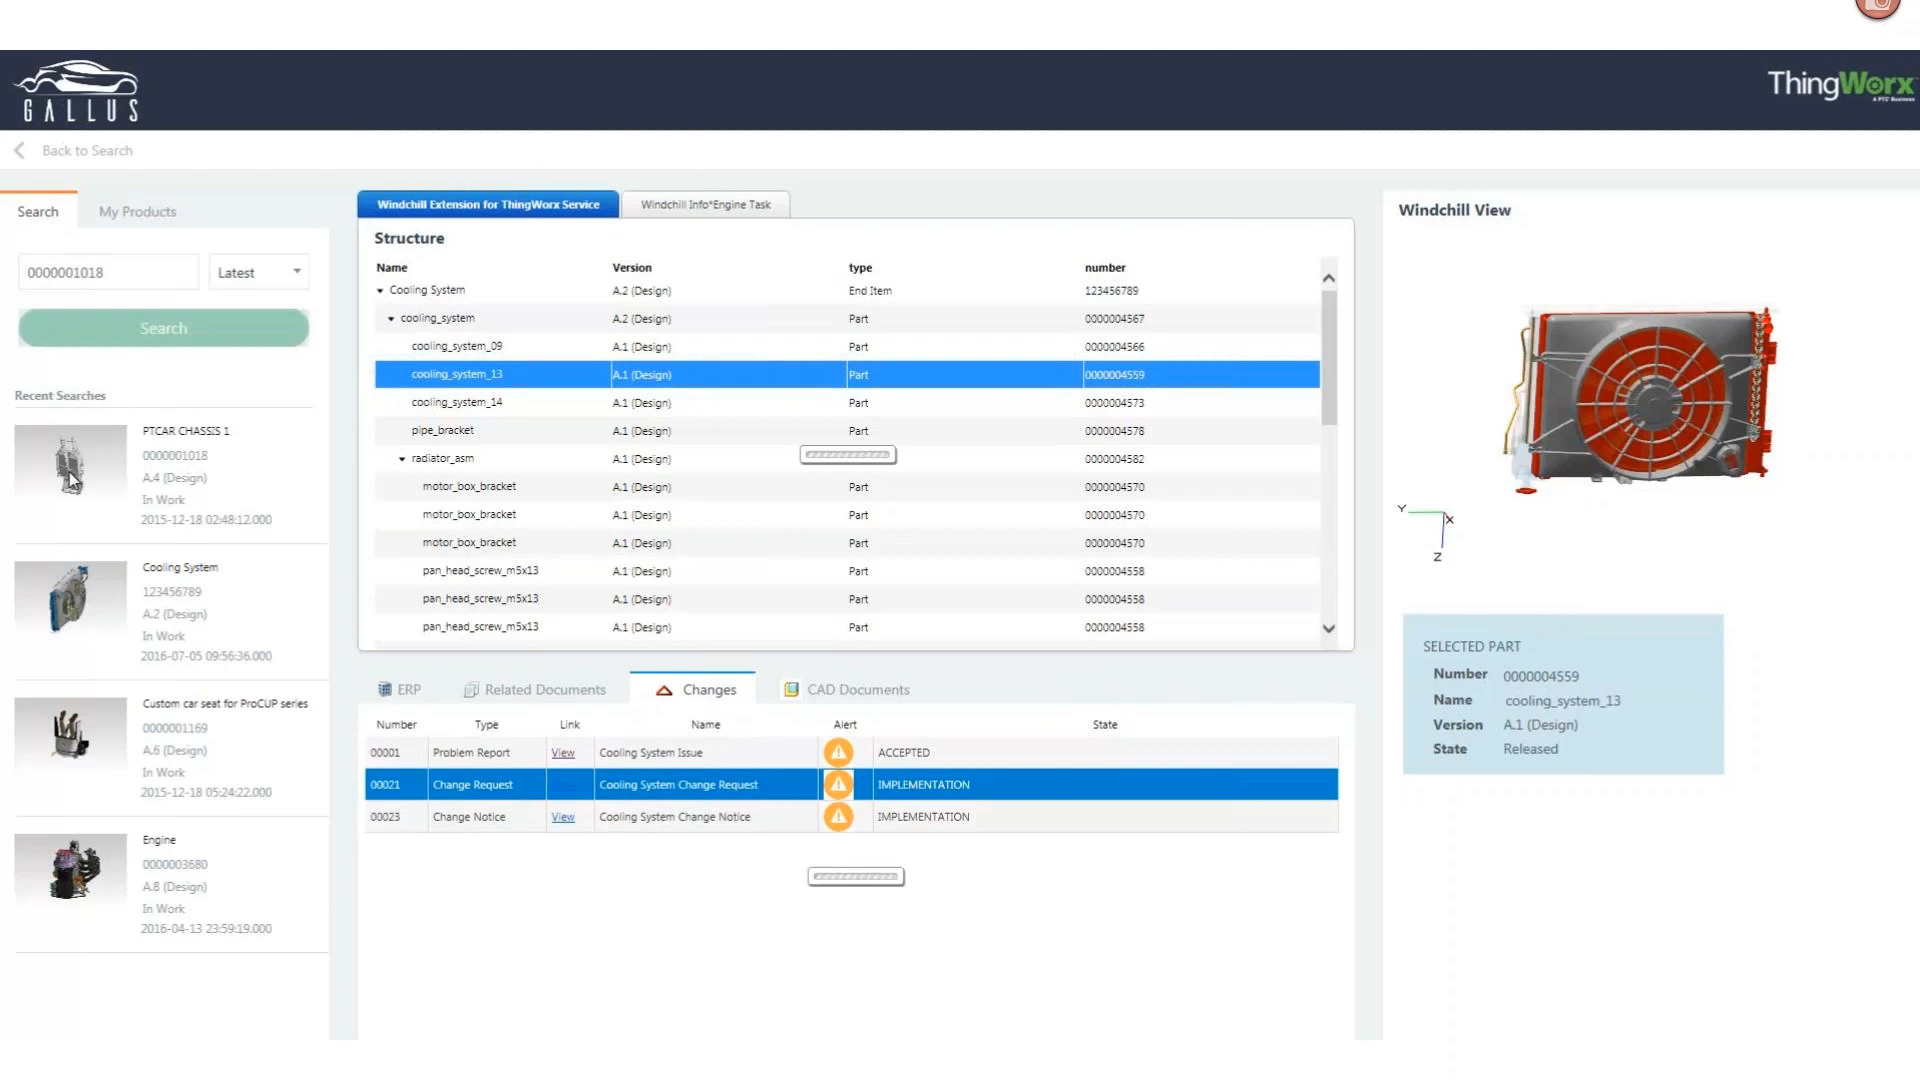 GALLUS
ThingWorx
A PTC Business
Back to Search
Search
My Products
0000001018
Latest
Search
Recent Searches
PTCAR CHASSIS 1
0000001018
A.4 (Design)
In Work
2015-12-18 02:48:12.000
Cooling System
123456789
A.2 (Design)
In Work
2016-07-05 09:56:36.000
Custom car seat for ProCUP series
0000001169
A.6 (Design)
In Work
2015-12-18 05:24:22.000
Engine
0000003680
A.8 (Design)
In Work
2016-04-13 23:59:19.000
Windchill Extension for ThingWorx Service
Windchill Info*Engine Task
Structure
Name Version type number
Cooling System A.2 (Design) End Item 123456789
cooling_system A.2 (Design) Part 0000004567
cooling_system_09 A.1 (Design) Part 0000004566
cooling_system_13 A.1 (Design) Part 0000004559
cooling_system_14 A.1 (Design) Part 0000004573
pipe_bracket A.1 (Design) Part 0000004578
radiator_asm A.1 (Design) Part 0000004582
motor_box_bracket A.1 (Design) Part 0000004570
motor_box_bracket A.1 (Design) Part 0000004570
motor_box_bracket A.1 (Design) Part 0000004570
pan_head_screw_m5x13 A.1 (Design) Part 0000004558
pan_head_screw_m5x13 A.1 (Design) Part 0000004558
pan_head_screw_m5x13 A.1 (Design) Part 0000004558
ERP
Related Documents
Changes
CAD Documents
Number Type Link Name Alert State
00001 Problem Report View Cooling System Issue ACCEPTED
00021 Change Request Cooling System Change Request IMPLEMENTATION
00023 Change Notice View Cooling System Change Notice IMPLEMENTATION
Windchill View
Y
X
Z
SELECTED PART
Number 0000004559
Name cooling_system_13
Version A.1 (Design)
State Released